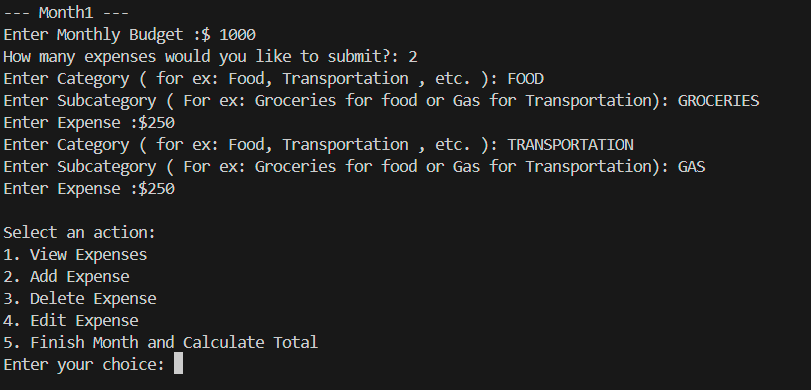 --- Month1 ---
Enter Monthly Budget :$ 1000
How many expenses would you like to submit?: 2
Enter Category ( for ex: Food, Transportation , etc. ): FOOD
Enter Subcategory ( For ex: Groceries for food or Gas for Transportation): GROCERIES
Enter Expense :$250
Enter Category ( for ex: Food, Transportation , etc. ): TRANSPORTATION
Enter Subcategory ( For ex: Groceries for food or Gas for Transportation): GAS
Enter Expense :$250
Select an action:
1. View Expenses
2. Add Expense
3. Delete Expense
4. Edit Expense
5. Finish Month and Calculate Total
Enter your choice: